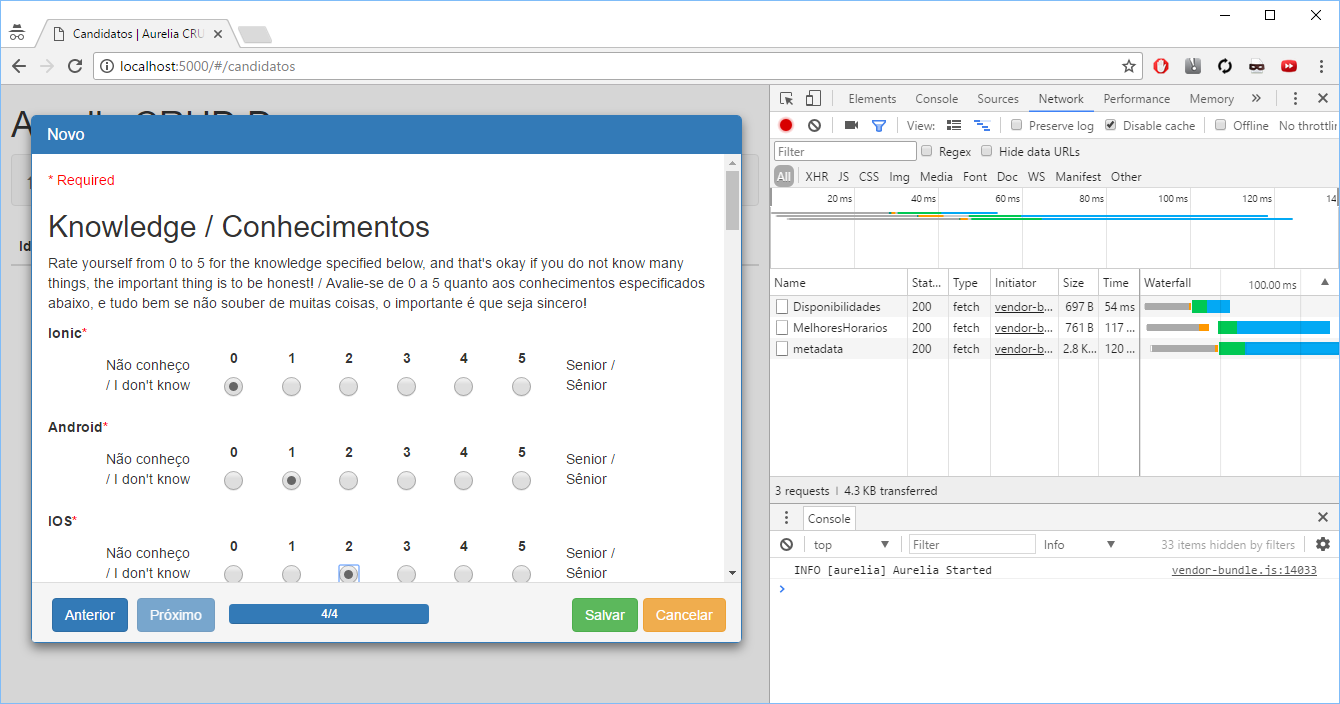 Candidatos | Aurelia CRU
localhost:5000/#/candidatos
Novo
* Required
Knowledge / Conhecimentos
Rate yourself from 0 to 5 for the knowledge specified below, and that's okay if you do not know many
things, the important thing is to be honest! / Avalie-se de 0 a 5 quanto aos conhecimentos especificados
abaixo, e tudo bem se não souber de muitas coisas, o importante é que seja sincero!
Id
Ionic*
0 1 2 3 4 5
Não conheço
/ I don't know
Senior /
Sênior
Android*
0 1 2 3 4 5
Não conheço
/ I don't know
Senior /
Sênior
IOS*
0 1 2 3 4 5
Não conheço
/ I don't know
Senior /
Sênior
Anterior Próximo 4/4 Salvar Cancelar
Elements Console Sources Network Performance Memory »
View: Preserve log Disable cache Offline No throttlin
Filter Regex Hide data URLs
All XHR JS CSS Img Media Font Doc WS Manifest Other
20 ms 40 ms 60 ms 80 ms 100 ms 120 ms 14
Name Stat... Type Initiator Size Time Waterfall 100.00 ms
Disponibilidades 200 fetch vendor-b... 697 B 54 ms
MelhoresHorarios 200 fetch vendor-b... 761 B 117 ...
metadata 200 fetch vendor-b... 2.8 K... 120 ...
3 requests | 4.3 KB transferred
Console
top Filter Info 33 items hidden by filters
INFO [aurelia] Aurelia Started vendor-bundle.js:14033